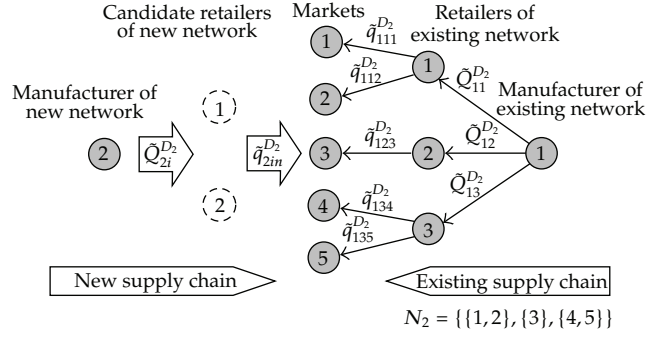 Candidate retailers
of new network
Markets
Retailers of
existing network
Manufacturer of
new network
Manufacturer of
existing network
1
2
3
4
5
1
2
3
1
2
1
2
q̃_{111}^{D_2}
q̃_{112}^{D_2}
q̃_{123}^{D_2}
q̃_{134}^{D_2}
q̃_{135}^{D_2}
Q̃_{11}^{D_2}
Q̃_{12}^{D_2}
Q̃_{13}^{D_2}
Q̃_{2i}^{D_2}
q̃_{2in}^{D_2}
New supply chain
Existing supply chain
N_2 = {{1, 2}, {3}, {4, 5}}